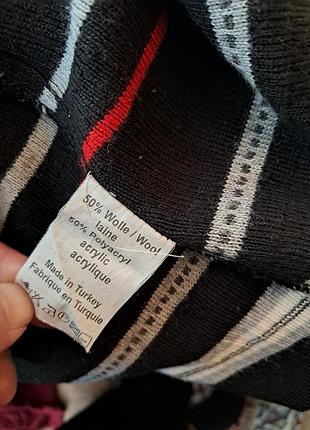 50% Wolle / Wool
laine
50% Polyacryl
acrylic
acrylique
Made in Turkey
Fabrique en Turquie